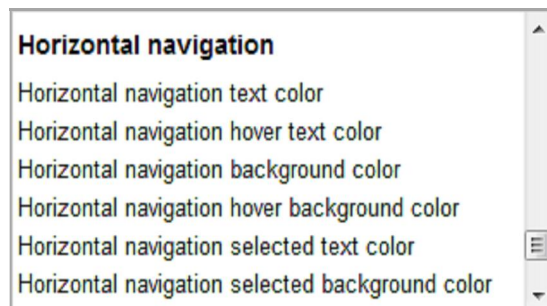 Horizontal navigation
Horizontal navigation text color
Horizontal navigation hover text color
Horizontal navigation background color
Horizontal navigation hover background color
Horizontal navigation selected text color
Horizontal navigation selected background color